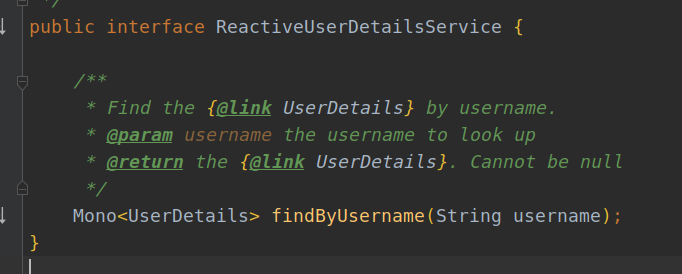 */
public interface ReactiveUserDetailsService {
/**
* Find the {@link UserDetails} by username.
* @param username the username to look up
* @return the {@link UserDetails}. Cannot be null
*/
Mono<UserDetails> findByUsername(String username);
}